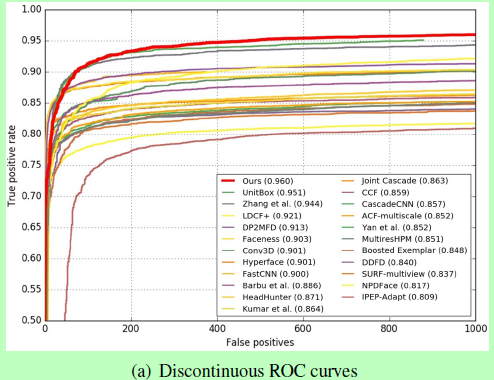 1.00
0.95
0.90
0.85
0.80
0.75
0.70
0.65
0.60
0.55
0.50
True positive rate
Ours (0.960)
UnitBox (0.951)
Zhang et al. (0.944)
LDCF+ (0.921)
DP2MFD (0.913)
Faceness (0.903)
Conv3D (0.901)
Hyperface (0.901)
FastCNN (0.900)
Barbu et al. (0.886)
HeadHunter (0.871)
Kumar et al. (0.864)
Joint Cascade (0.863)
CCF (0.859)
CascadeCNN (0.857)
ACF-multiscale (0.852)
Yan et al. (0.852)
MultiresHPM (0.851)
Boosted Exemplar (0.848)
DDFD (0.840)
SURF-multiview (0.837)
NPDFace (0.817)
IPEP-Adapt (0.809)
0 200 400 600 800 1000
False positives
(a) Discontinuous ROC curves